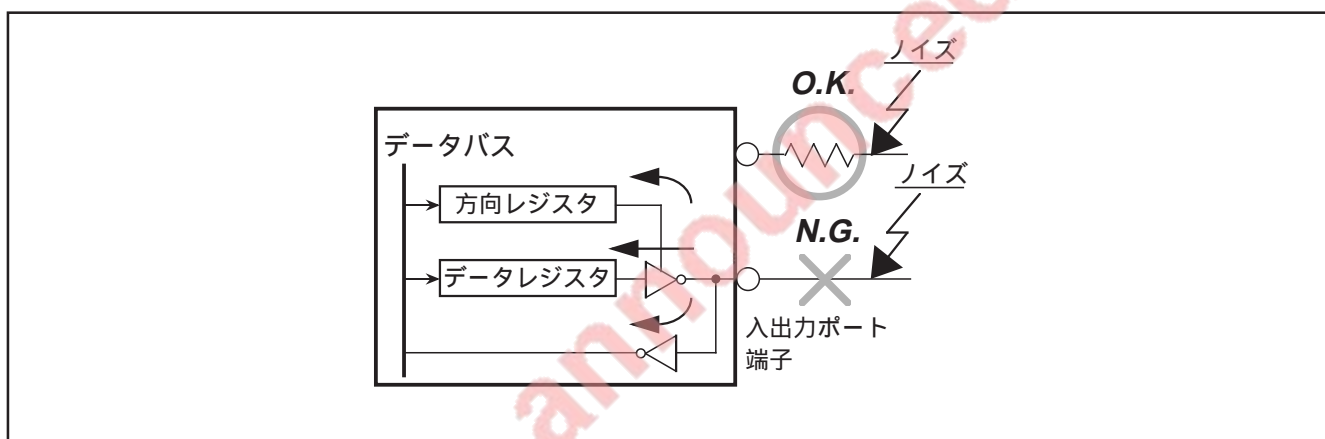 ノイズ
O.K.
データバス
ノイズ
方向レジスタ
N.G.
データレジスタ
入出力ポート
端子
announced